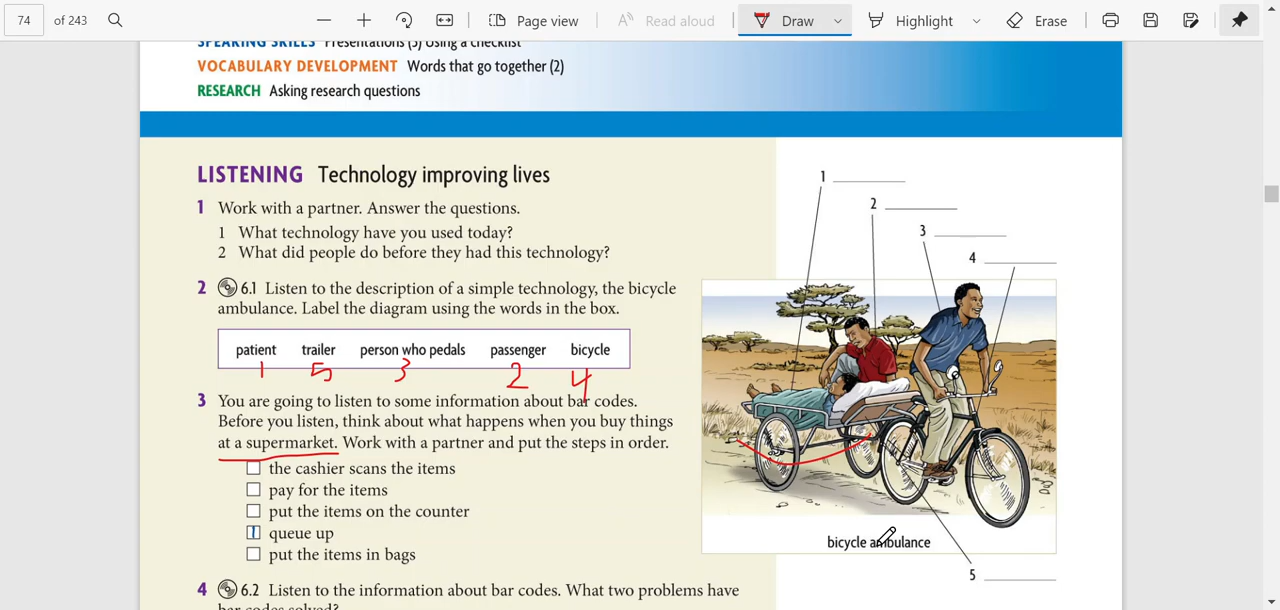 74 of 243 Page view Read aloud Draw Highlight Erase
SPEAKING SKILLS Presentations (3) Using a checklist
VOCABULARY DEVELOPMENT Words that go together (2)
RESEARCH Asking research questions
LISTENING Technology improving lives
1 Work with a partner. Answer the questions.
1 What technology have you used today?
2 What did people do before they had this technology?
2 6.1 Listen to the description of a simple technology, the bicycle
ambulance. Label the diagram using the words in the box.
patient trailer person who pedals passenger bicycle
1 5 3 2 4
3 You are going to listen to some information about bar codes.
Before you listen, think about what happens when you buy things
at a supermarket. Work with a partner and put the steps in order.
the cashier scans the items
pay for the items
put the items on the counter
1 queue up
put the items in bags
4 6.2 Listen to the information about bar codes. What two problems have
bar codes solved?
1
2
3
4
bicycle ambulance
5